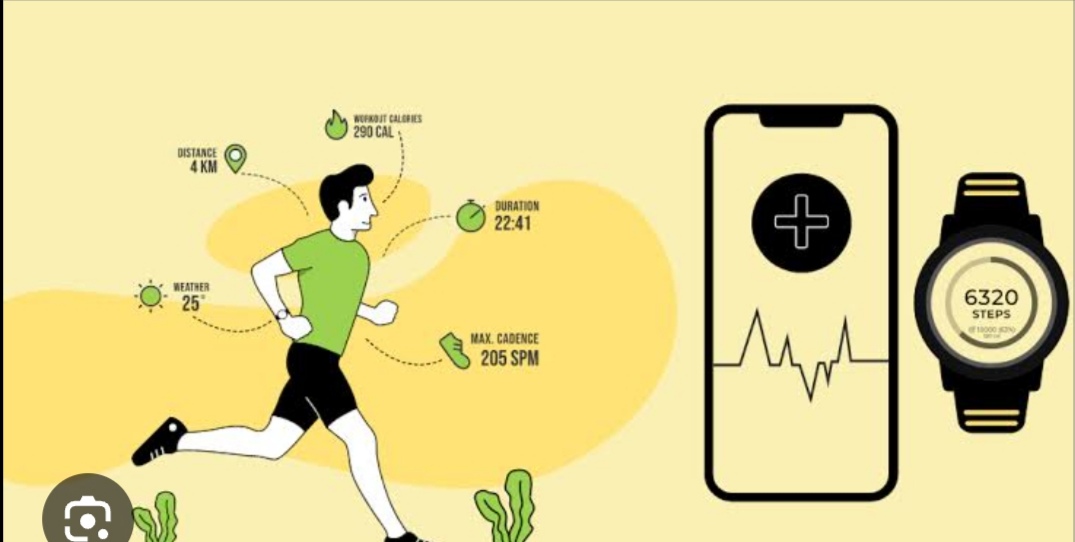 WORKOUT CALORIES
290 CAL
DISTANCE
4 KM
DURATION
22:41
WEATHER
25°
MAX. CADENCE
205 SPM
6320
STEPS